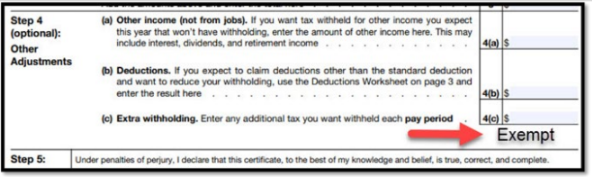 Step 4
(optional):
Other
Adjustments
(a) Other income (not from jobs). If you want tax withheld for other income you expect
this year that won't have withholding, enter the amount of other income here. This may
include interest, dividends, and retirement income . . . . . . . . . . . . 4(a) $
(b) Deductions. If you expect to claim deductions other than the standard deduction
and want to reduce your withholding, use the Deductions Worksheet on page 3 and
enter the result here . . . . . . . . . . . . . . . . . . . . 4(b) $
(c) Extra withholding. Enter any additional tax you want withheld each pay period . 4(c) $
Exempt
Step 5:
Under penalties of perjury, I declare that this certificate, to the best of my knowledge and belief, is true, correct, and complete.